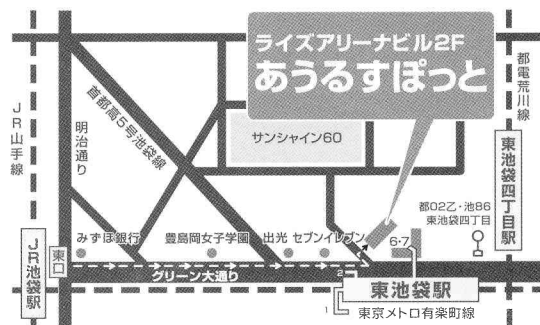 ライズアリーナビル2F
あうるすぽっと
JR山手線
明治通り
首都高5号池袋線
サンシャイン60
都電荒川線
東池袋四丁目駅
都02乙・池86
東池袋四丁目
みずほ銀行
豊島岡女子学園
出光
セブンイレブン
6・7
JR池袋駅
東口
グリーン大通り
2
東池袋駅
1
東京メトロ有楽町線